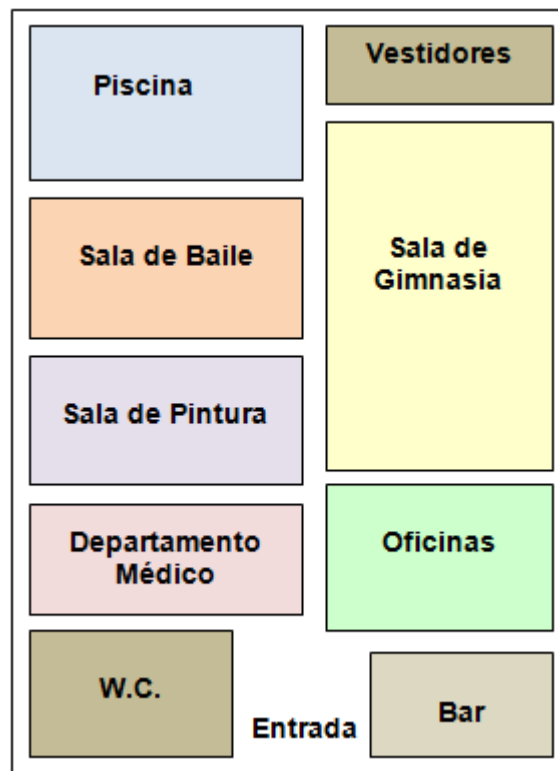 Piscina
Vestidores
Sala de Baile
Sala de
Gimnasia
Sala de Pintura
Departamento
Médico
Oficinas
W.C.
Entrada
Bar